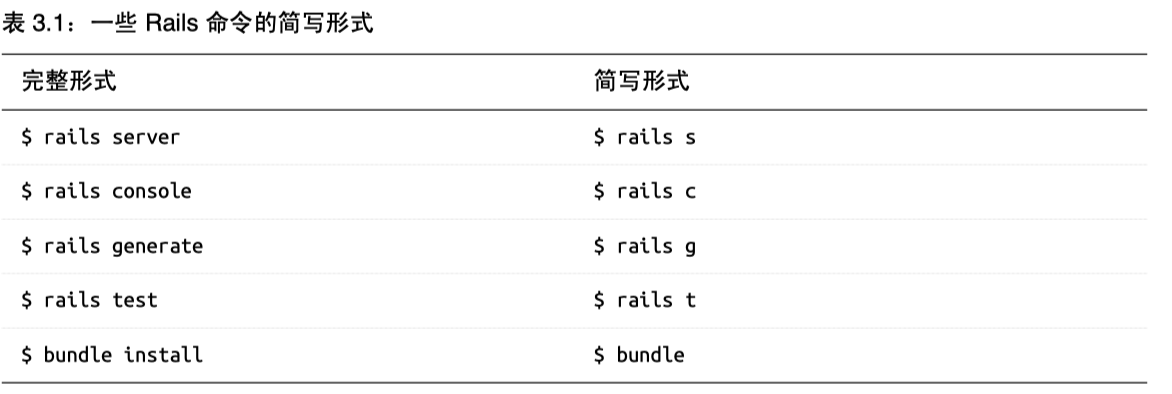 表 3.1：一些 Rails 命令的简写形式
完整形式 简写形式
$ rails server $ rails s
$ rails console $ rails c
$ rails generate $ rails g
$ rails test $ rails t
$ bundle install $ bundle